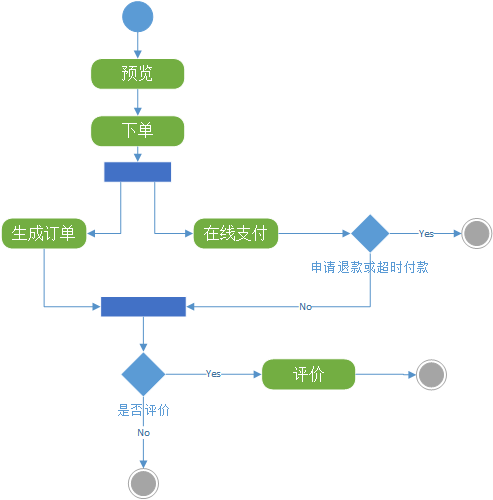 预览
下单
生成订单
在线支付
Yes
申请退款或超时付款
No
Yes
评价
是否评价
No